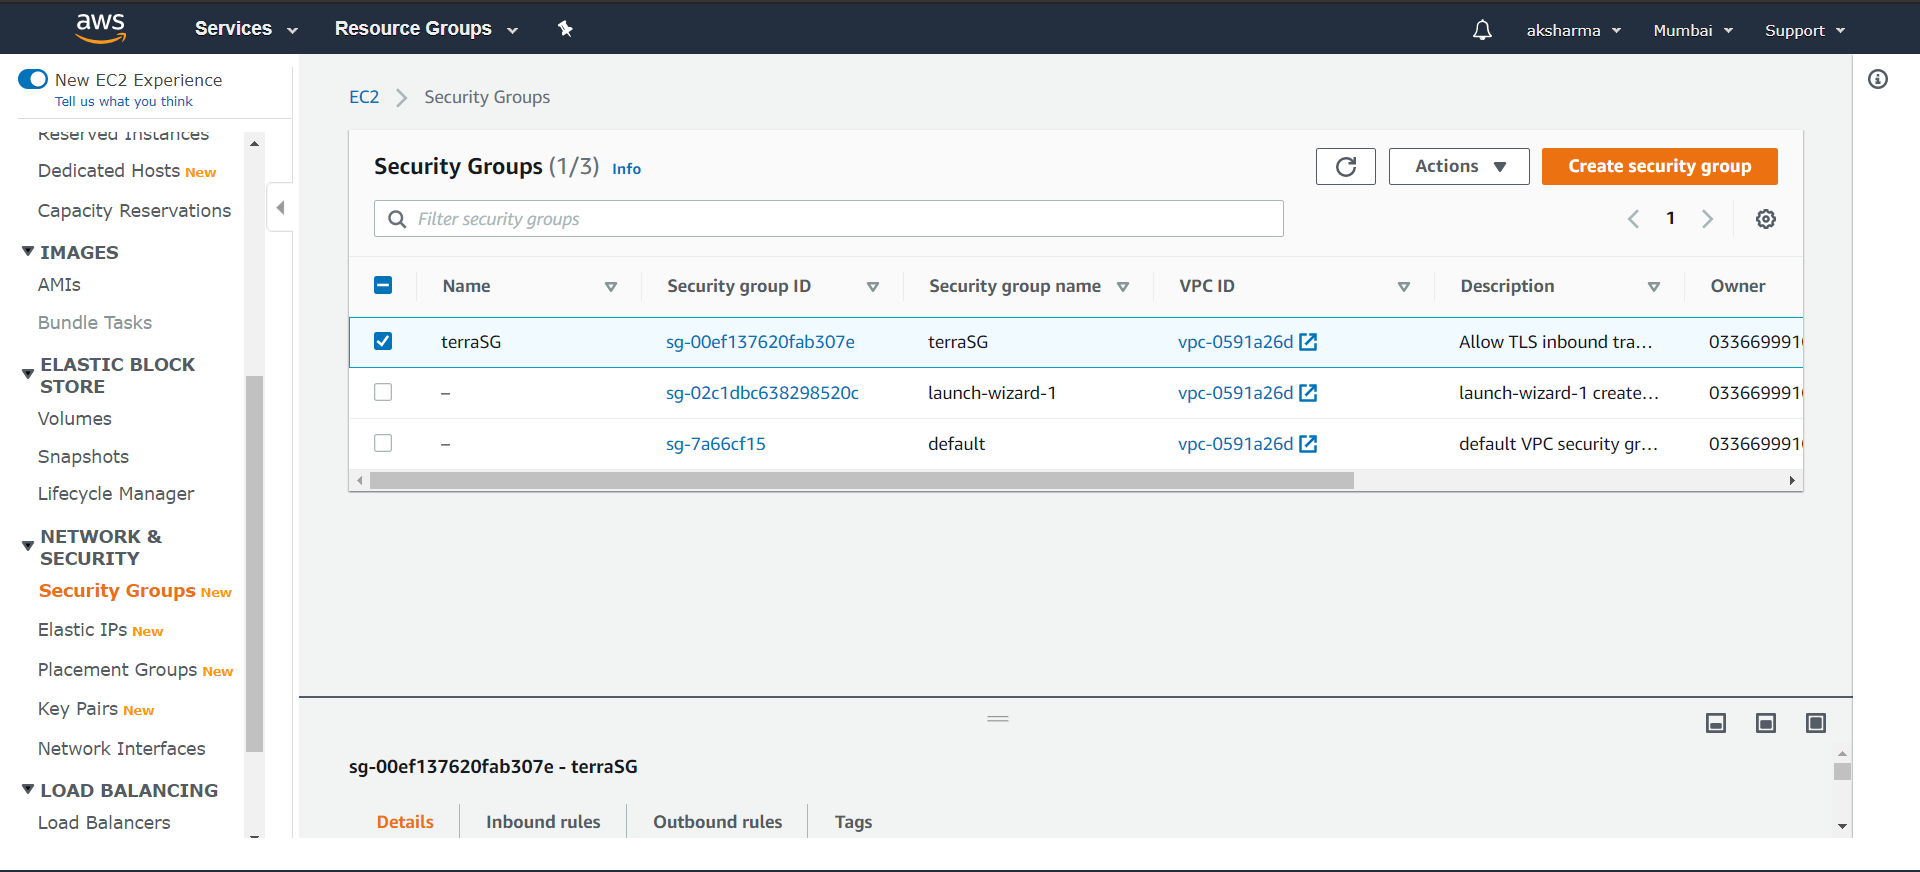 aws
Services
Resource Groups
aksharma
Mumbai
Support
New EC2 Experience
Tell us what you think
Reserved Instances
Dedicated Hosts New
Capacity Reservations
IMAGES
AMIs
Bundle Tasks
ELASTIC BLOCK
STORE
Volumes
Snapshots
Lifecycle Manager
NETWORK &
SECURITY
Security Groups New
Elastic IPs New
Placement Groups New
Key Pairs New
Network Interfaces
LOAD BALANCING
Load Balancers
EC2 > Security Groups
Security Groups (1/3) Info
Actions
Create security group
Filter security groups
1
Name Security group ID Security group name VPC ID Description Owner
terraSG sg-00ef137620fab307e terraSG vpc-0591a26d Allow TLS inbound tra...
– sg-02c1dbc638298520c launch-wizard-1 vpc-0591a26d launch-wizard-1 create...
– sg-7a66cf15 default vpc-0591a26d default VPC security gr...
sg-00ef137620fab307e - terraSG
Details Inbound rules Outbound rules Tags